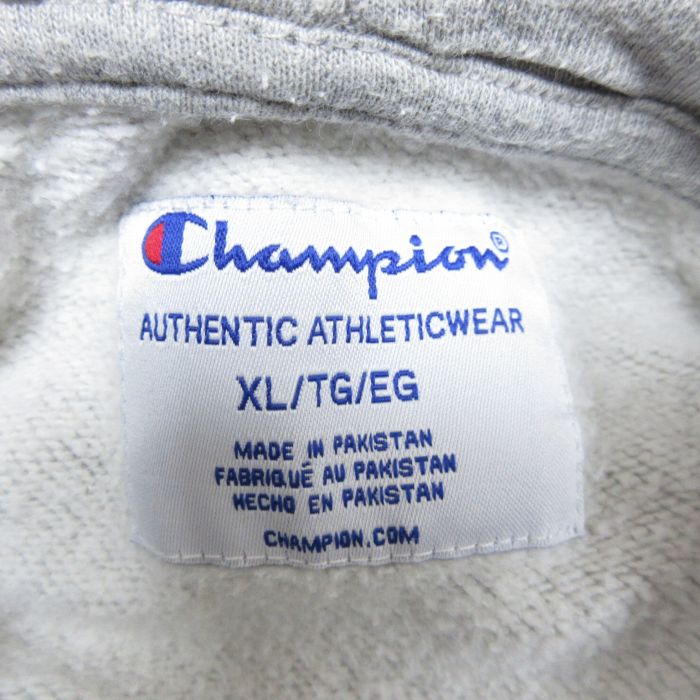 Champion®
AUTHENTIC ATHLETICWEAR
XL/TG/EG
MADE IN PAKISTAN
FABRIQUÉ AU PAKISTAN
HECHO EN PAKISTAN
CHAMPION.COM